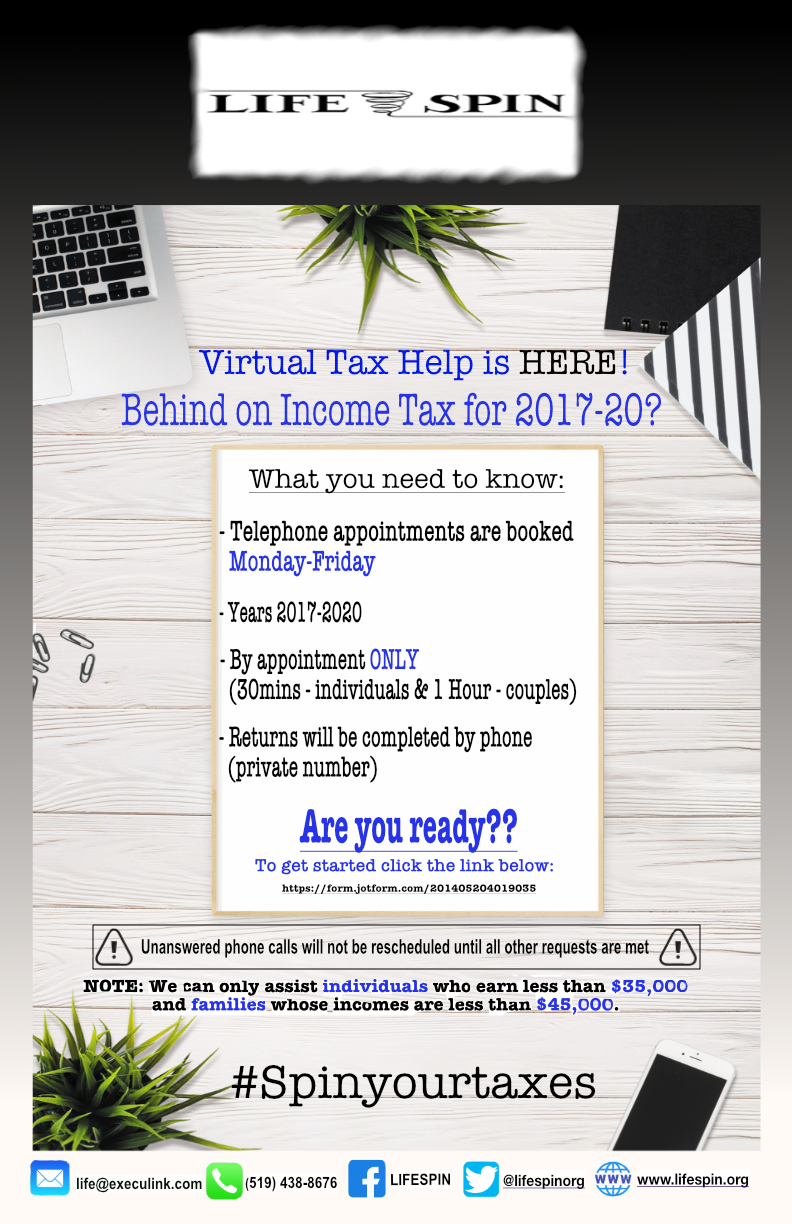 LIFE SPIN
Virtual Tax Help is HERE!
Behind on Income Tax for 2017-20?
What you need to know:
- Telephone appointments are booked
Monday-Friday
- Years 2017-2020
- By appointment ONLY
(30mins - individuals & 1 Hour - couples)
- Returns will be completed by phone
(private number)
Are you ready??
To get started click the link below:
https://form.jotform.com/201405204019035
Unanswered phone calls will not be rescheduled until all other requests are met
NOTE: We can only assist individuals who earn less than $35,000
and families whose incomes are less than $45,000.
#Spinyourtaxes
life@execulink.com (519) 438-8676 LIFESPIN @lifespinorg www www.lifespin.org